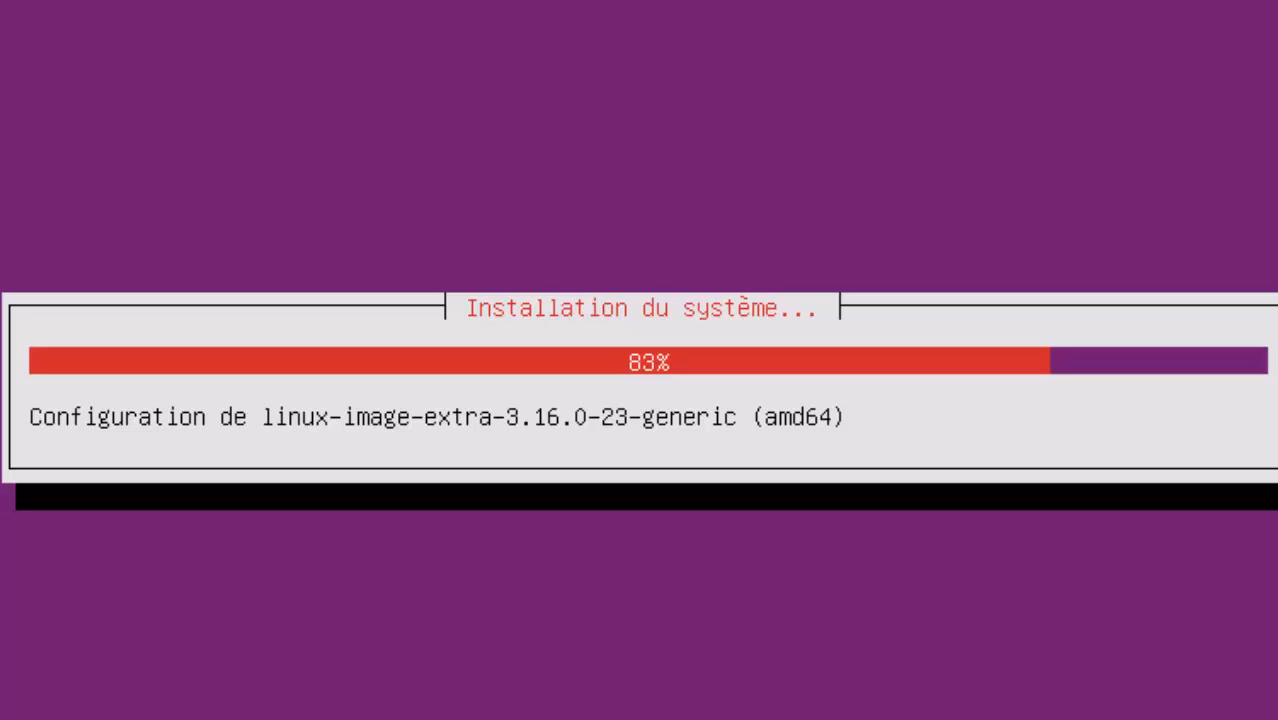 Installation du système...
83%
Configuration de linux-image-extra-3.16.0-23-generic (amd64)